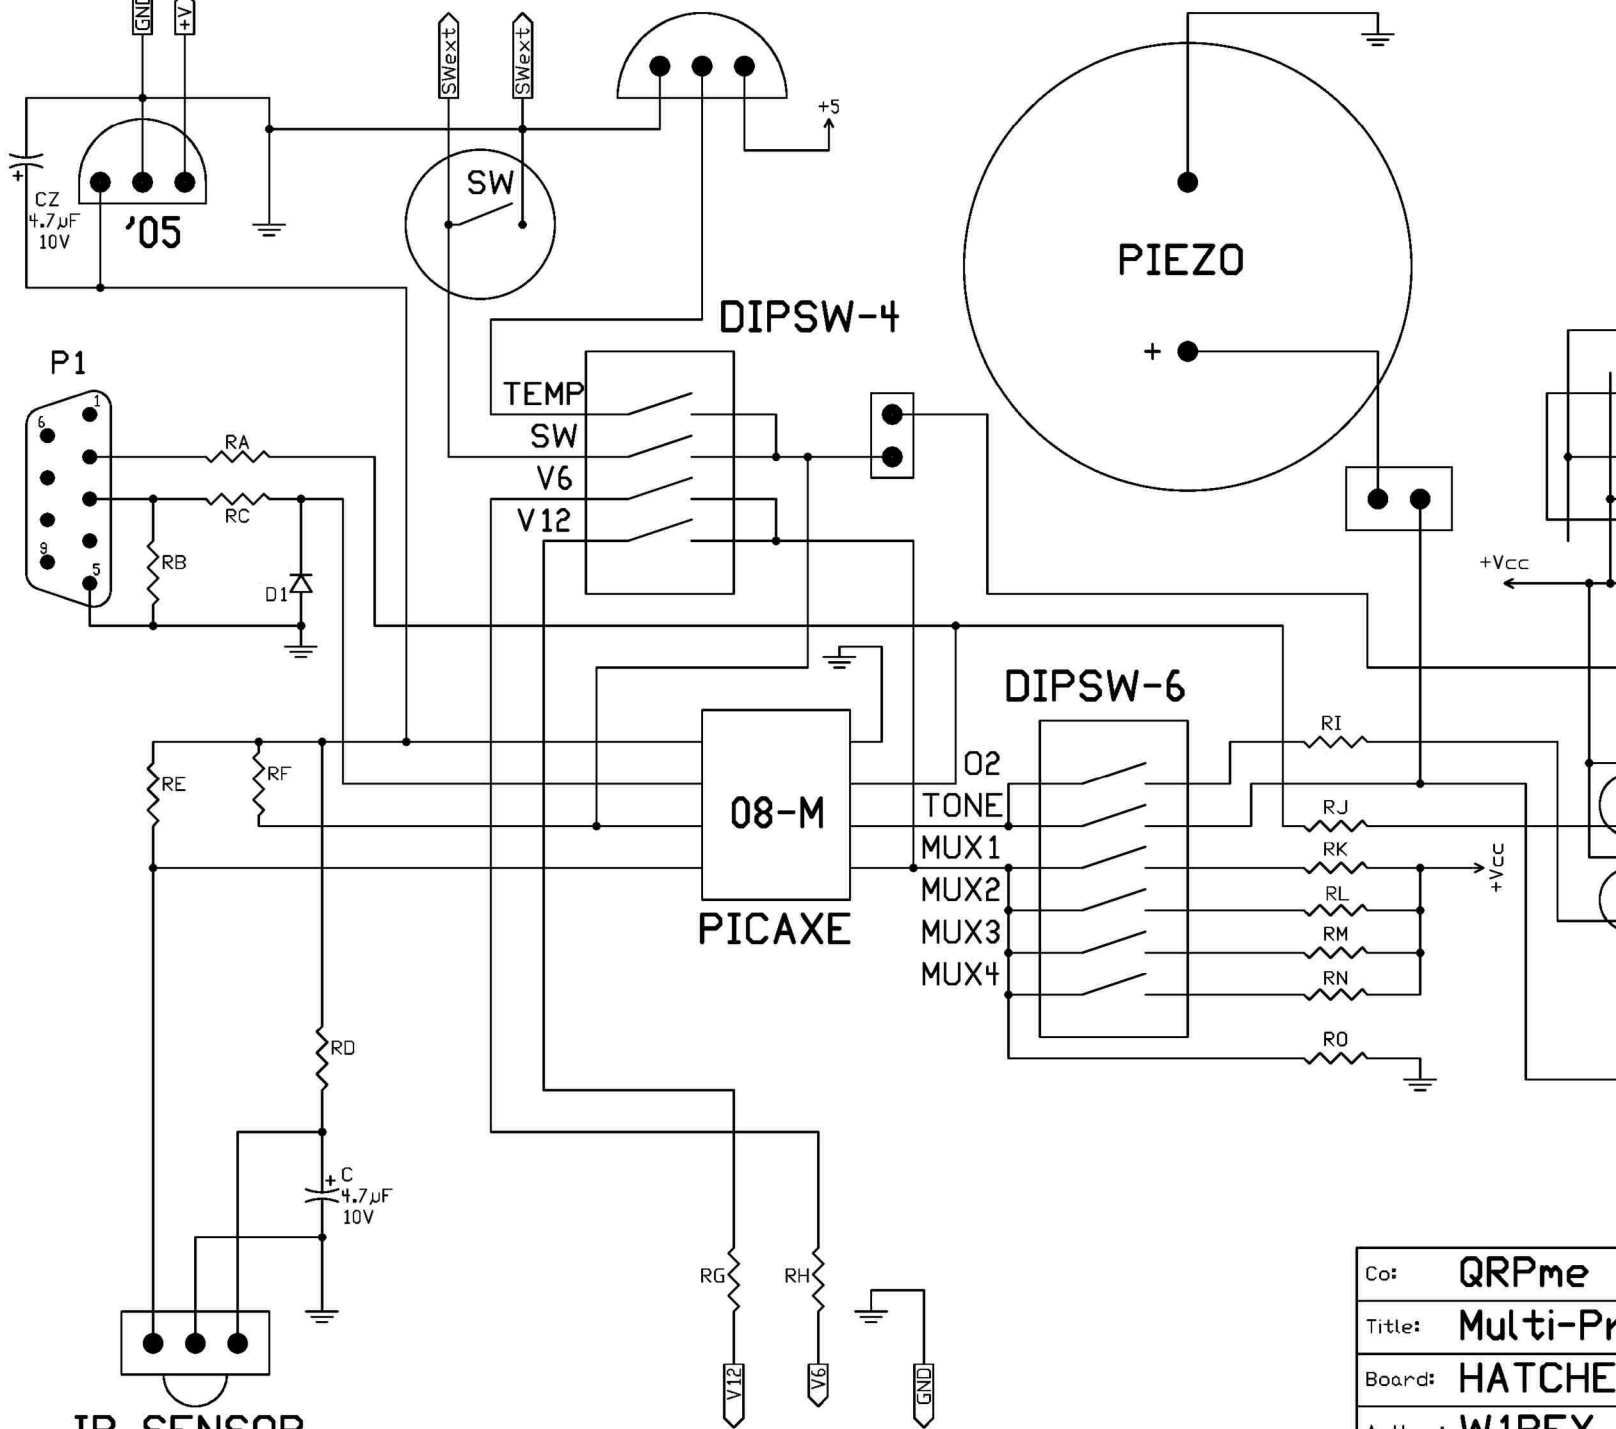 GND
+V
SWext
SWext
+5
SW
+
CZ
4.7µF
10V
'05
PIEZO
+
DIPSW-4
P1
TEMP
SW
V6
V12
1
6
9
5
RA
RC
RB
D1
+Vcc
DIPSW-6
RE
RF
08-M
PICAXE
O2
TONE
MUX1
MUX2
MUX3
MUX4
RI
RJ
RK
RL
RM
RN
RO
+Vcc
RD
+
C
4.7µF
10V
RG
RH
V12
V6
GND
IR SENSOR
Co: QRPme
Title:
Board:
W1REX